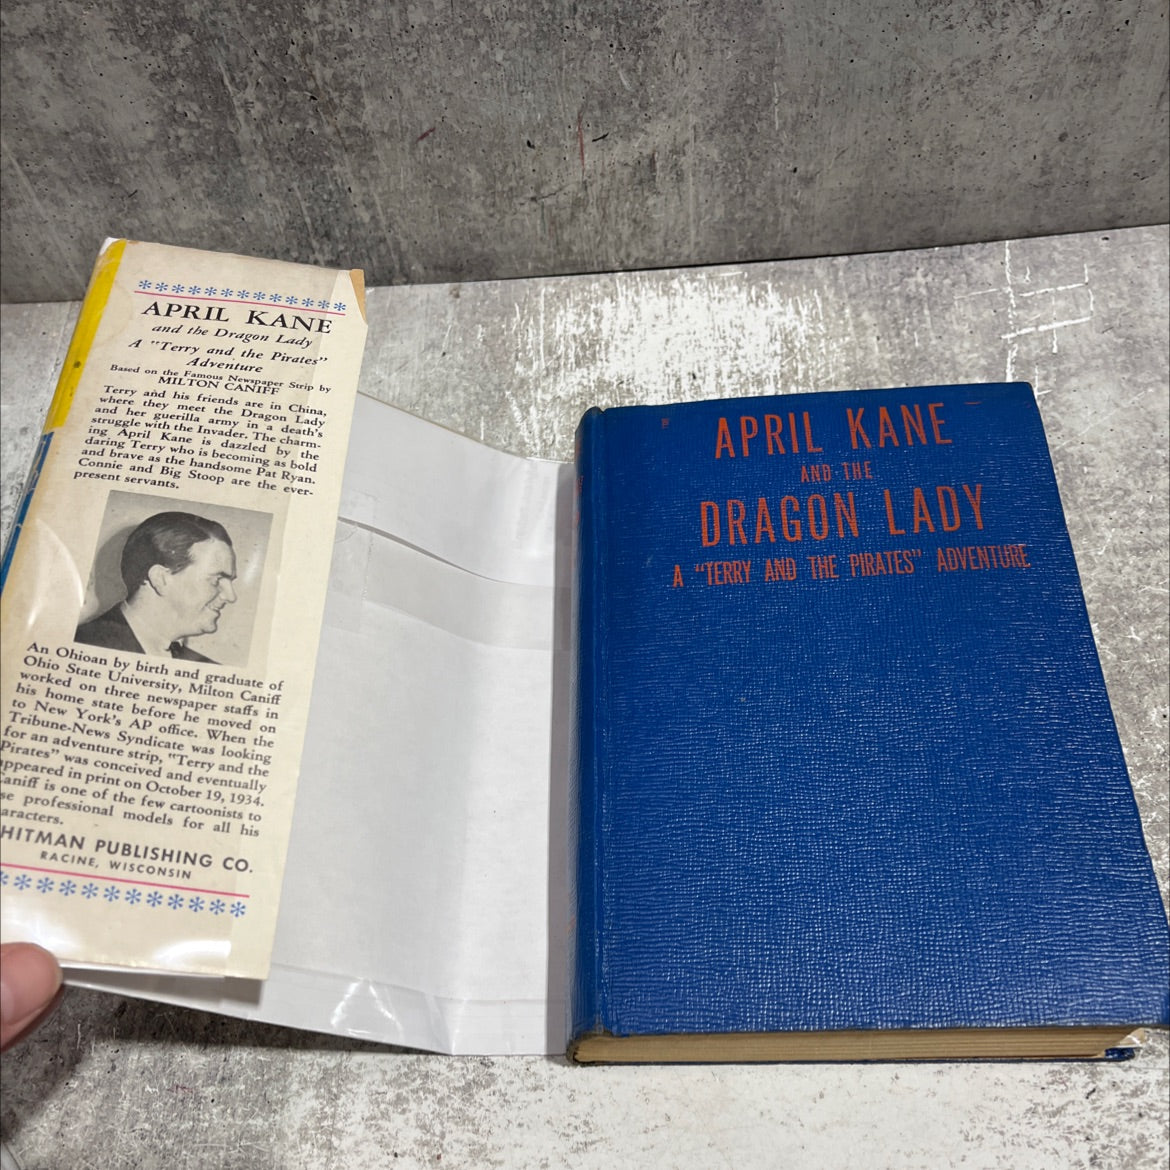 ************
APRIL KANE
and the Dragon Lady
A "Terry and the Pirates"
Adventure
Based on the Famous Newspaper Strip by
MILTON CANIFF
Terry and his friends are in China,
where they meet the Dragon Lady
and her guerilla army in a death's
struggle with the Invader. The charm-
ing April Kane is dazzled by the
daring Terry who is becoming as bold
and brave as the handsome Pat Ryan.
Connie and Big Stoop are the ever-
present servants.
An Ohioan by birth and graduate of
Ohio State University, Milton Caniff
worked on three newspaper staffs in
his home state before he moved on
to New York's AP office. When the
Tribune-News Syndicate was looking
for an adventure strip, "Terry and the
Pirates" was conceived and eventually
appeared in print on October 19, 1934.
Caniff is one of the few cartoonists to
se professional models for all his
aracters.
HITMAN PUBLISHING CO.
RACINE, WISCONSIN
************
APRIL KANE
AND THE
DRAGON LADY
A "TERRY AND THE PIRATES" ADVENTURE